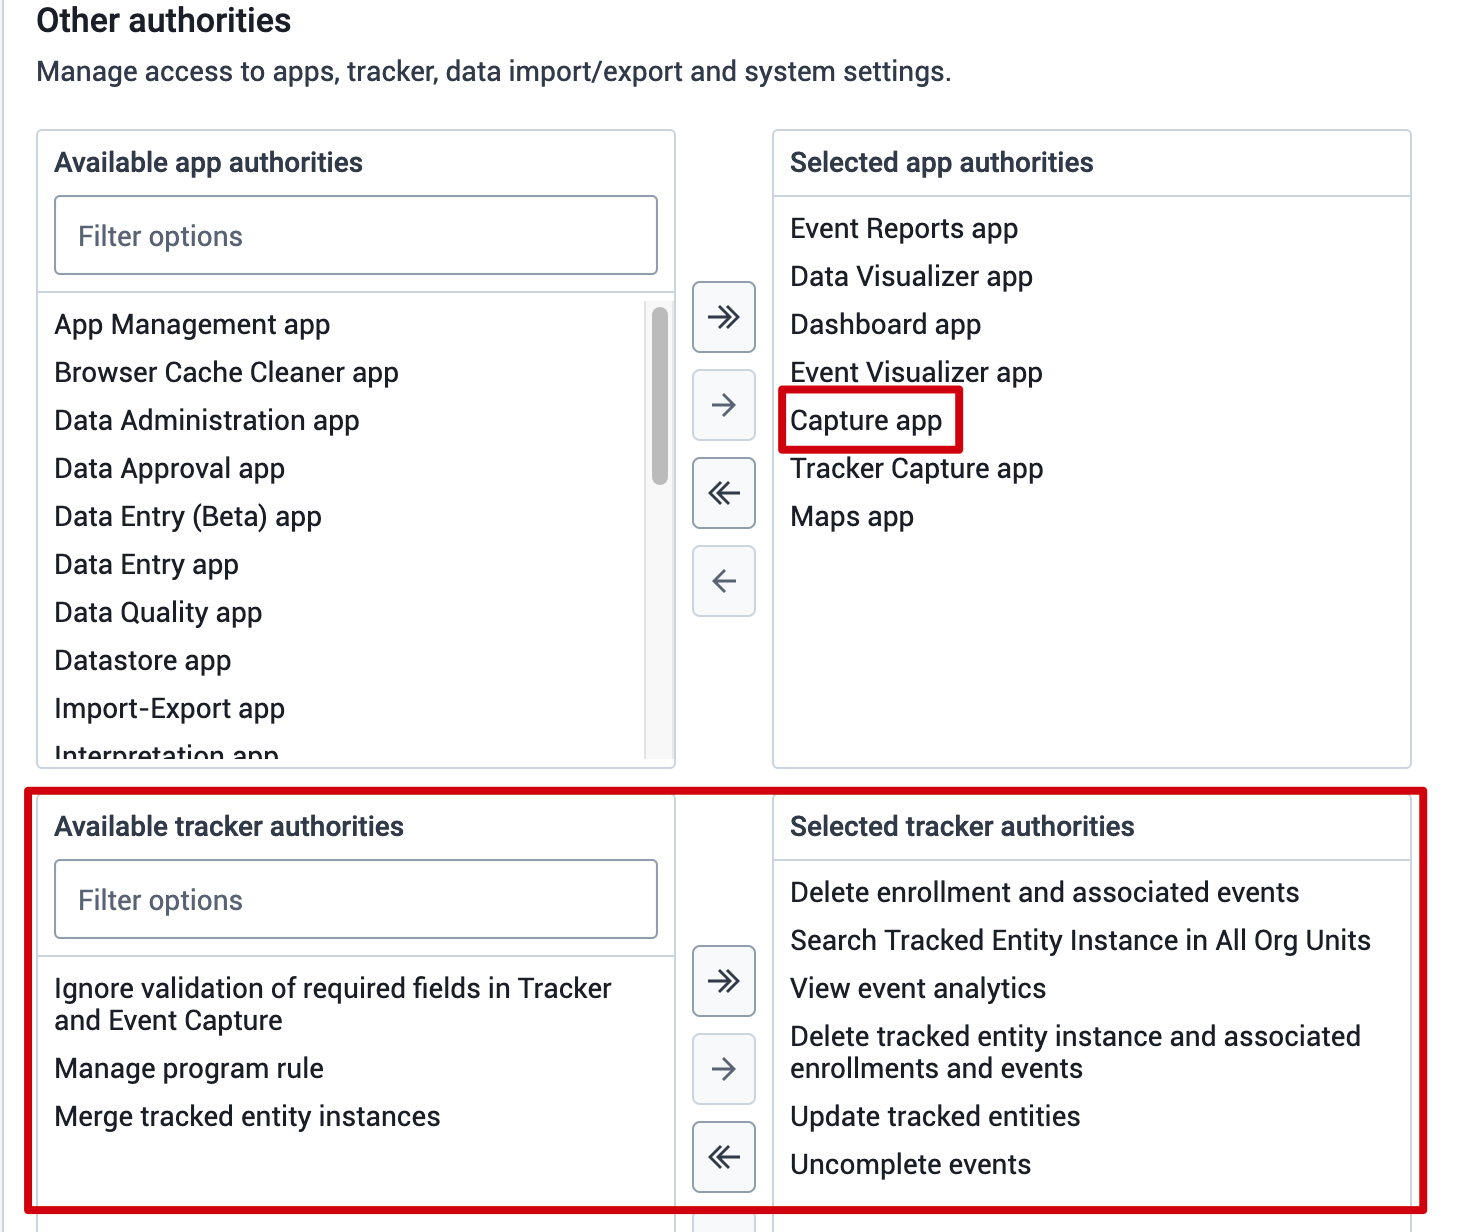 Other authorities
Manage access to apps, tracker, data import/export and system settings.
Available app authorities
Filter options
App Management app
Browser Cache Cleaner app
Data Administration app
Data Approval app
Data Entry (Beta) app
Data Entry app
Data Quality app
Datastore app
Import-Export app
Interpretation app
Selected app authorities
Event Reports app
Data Visualizer app
Dashboard app
Event Visualizer app
Capture app
Tracker Capture app
Maps app
Available tracker authorities
Filter options
Ignore validation of required fields in Tracker
and Event Capture
Manage program rule
Merge tracked entity instances
Selected tracker authorities
Delete enrollment and associated events
Search Tracked Entity Instance in All Org Units
View event analytics
Delete tracked entity instance and associated
enrollments and events
Update tracked entities
Uncomplete events